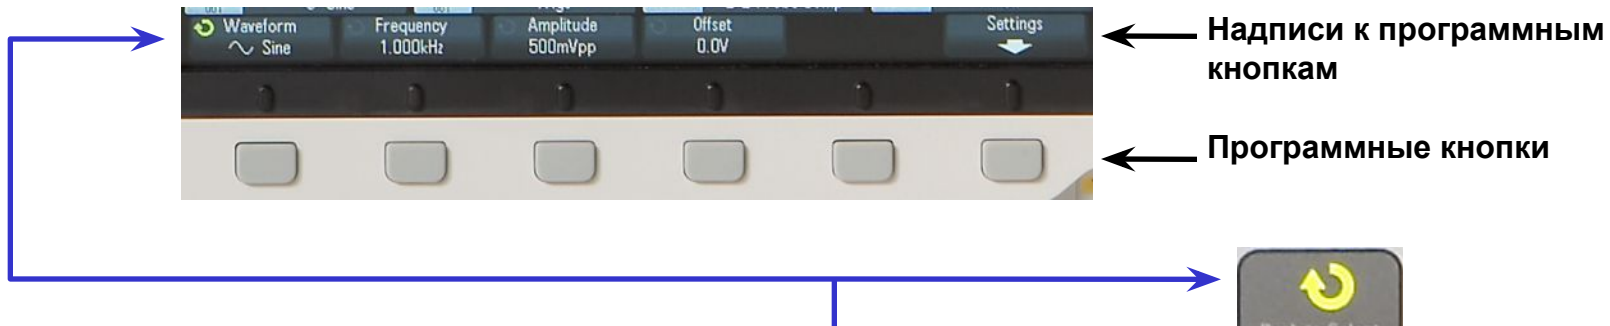 Waveform
Frequency
Amplitude
Offset
Settings
Sine
1.000kHz
500mVpp
0.0V
Надписи к программным
кнопкам
Программные кнопки